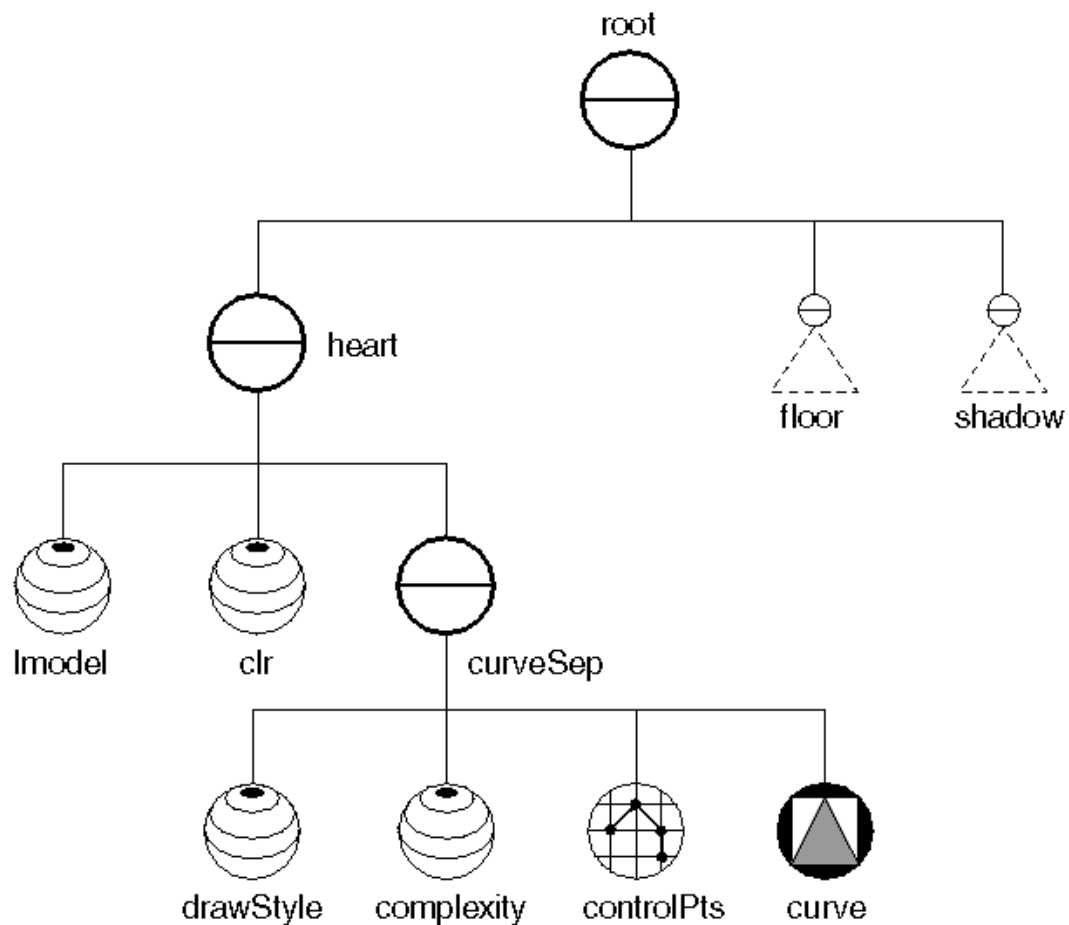 root
heart
floor
shadow
lmodel
clr
curveSep
drawStyle
complexity
controlPts
curve